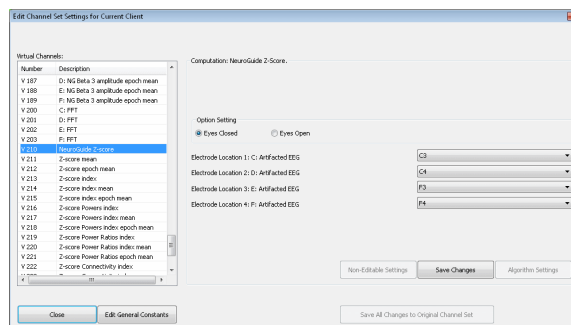 Edit Channel Set Settings for Current Client
Virtual Channels:
Number Description
V 187 D: NG Beta 3 amplitude epoch mean
V 188 E: NG Beta 3 amplitude epoch mean
V 189 F: NG Beta 3 amplitude epoch mean
V 200 C: FFT
V 201 D: FFT
V 202 E: FFT
V 203 F: FFT
V 210 NeuroGuide Z-score
V 211 Z-score mean
V 212 Z-score epoch mean
V 213 Z-score index
V 214 Z-score index mean
V 215 Z-score index epoch mean
V 216 Z-score Powers index
V 217 Z-score Powers index mean
V 218 Z-score Powers index epoch mean
V 219 Z-score Power Ratios index
V 220 Z-score Power Ratios index mean
V 221 Z-score Power Ratios epoch mean
V 222 Z-score Connectivity index
Computation: NeuroGuide Z-Score.
Option Setting
Eyes Closed Eyes Open
Electrode Location 1: C: Artifacted EEG C3
Electrode Location 2: D: Artifacted EEG C4
Electrode Location 3: E: Artifacted EEG F3
Electrode Location 4: F: Artifacted EEG F4
Non-Editable Settings Save Changes Algorithm Settings
Close Edit General Constants Save All Changes to Original Channel Set